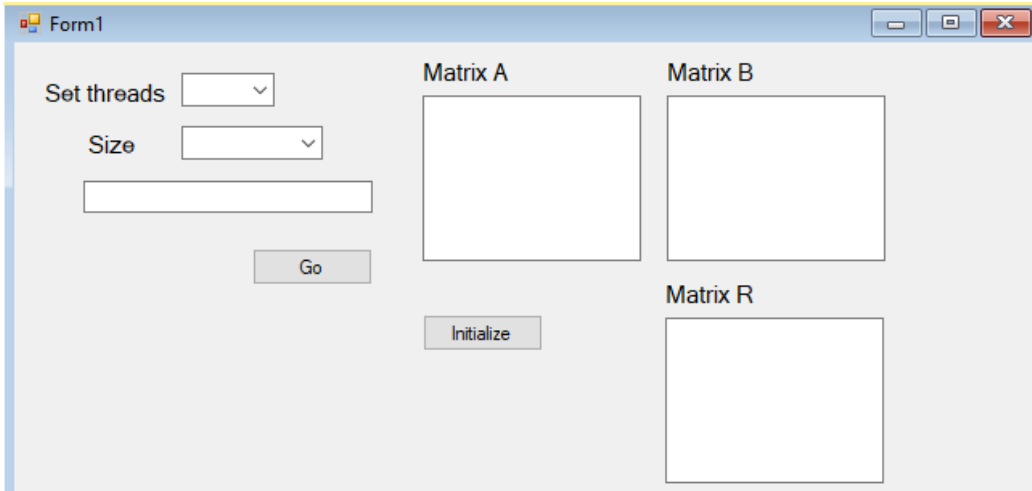 Form1
Set threads
Size
Go
Matrix A
Matrix B
Initialize
Matrix R